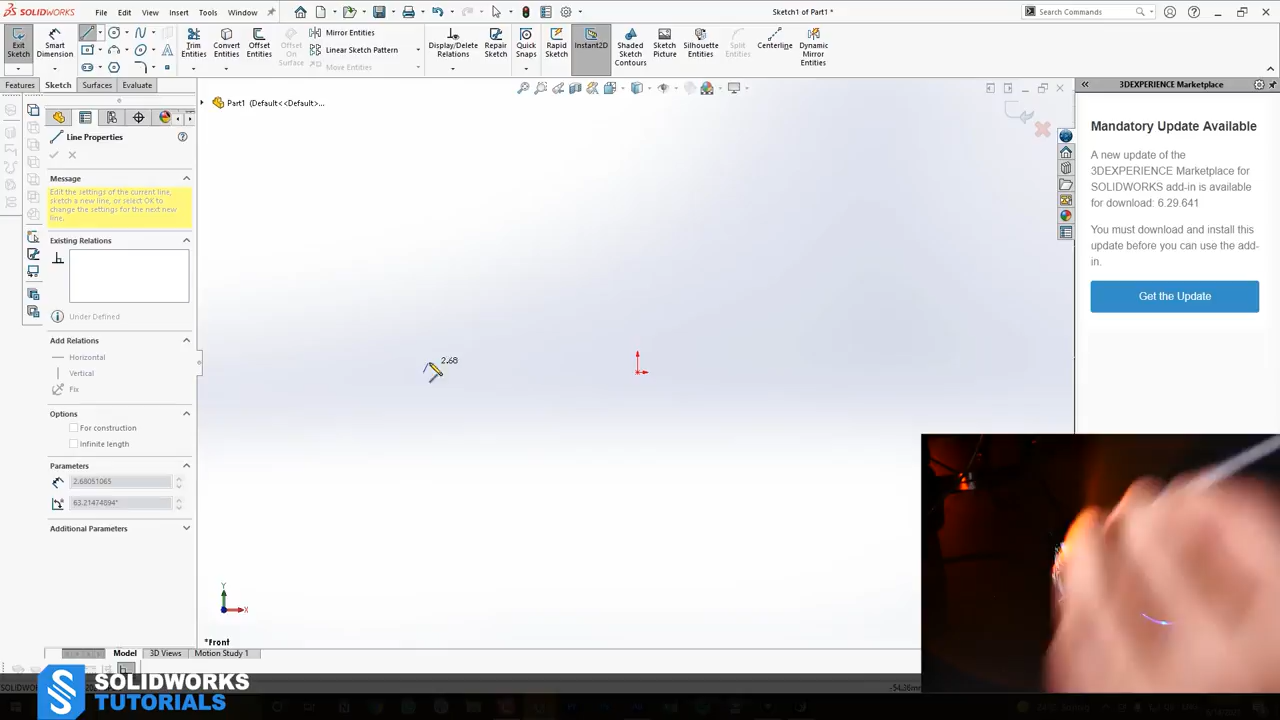 SOLIDWORKS
File
Edit
View
Insert
Tools
Window
Sketch1 of Part1 *
Search Commands
Exit Sketch
Smart Dimension
Trim Entities
Convert Entities
Offset Entities
Offset On Surface
Mirror Entities
Linear Sketch Pattern
Move Entities
Display/Delete Relations
Repair Sketch
Quick Snaps
Rapid Sketch
Instant2D
Shaded Sketch Contours
Sketch Picture
Silhouette Entities
Split Entities
Centerline
Dynamic Mirror Entities
Features
Sketch
Surfaces
Evaluate
Part1 (Default<<Default>...
3DEXPERIENCE Marketplace
Line Properties
Message
Edit the settings of the current line,
sketch a new line, or select OK to
change the settings for the next new
line.
Existing Relations
Under Defined
Add Relations
Horizontal
Vertical
Fix
Options
For construction
Infinite length
Parameters
2.68051065
63.21474894°
Additional Parameters
2.68
Y
X
*Front
Mandatory Update Available
A new update of the
3DEXPERIENCE Marketplace for
SOLIDWORKS add-in is available
for download: 6.29.641
You must download and install this
update before you can use the add-
in.
Get the Update
Model
3D Views
Motion Study 1
SOLIDWORKS
TUTORIALS